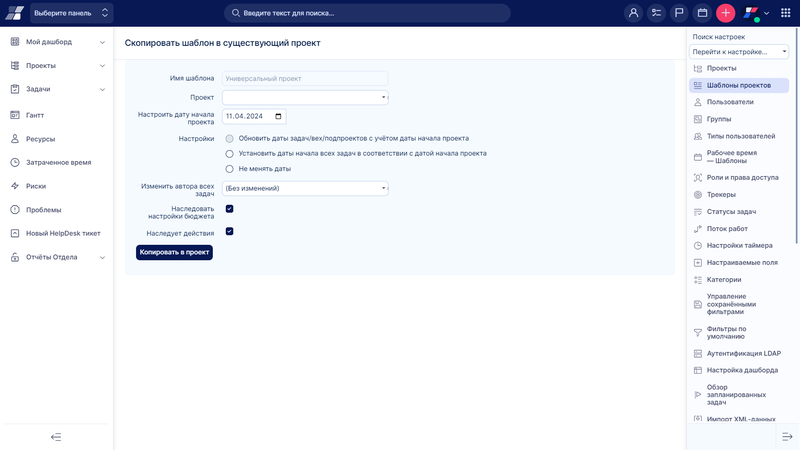 Выберите панель
Введите текст для поиска...
Мой дашборд
Проекты
Задачи
Гантт
Ресурсы
Затраченное время
Риски
Проблемы
Новый HelpDesk тикет
Отчёты Отдела
Скопировать шаблон в существующий проект
Имя шаблона
Универсальный проект
Проект
Настроить дату начала
проекта
11.04.2024
Настройки
Обновить даты задач/вех/подпроектов с учётом даты начала проекта
Установить даты начала всех задач в соответствии с датой начала проекта
Не менять даты
Изменить автора всех
задач
(Без изменений)
Наследовать
настройки бюджета
Наследует действия
Копировать в проект
Поиск настроек
Перейти к настройке...
Проекты
Шаблоны проектов
Пользователи
Группы
Типы пользователей
Рабочее время
— Шаблоны
Роли и права доступа
Трекеры
Статусы задач
Поток работ
Настройки таймера
Настраиваемые поля
Категории
Управление
сохранёнными
фильтрами
Фильтры по
умолчанию
Аутентификация LDAP
Настройка дашборда
Обзор
запланированных
задач
Импорт XML-данных